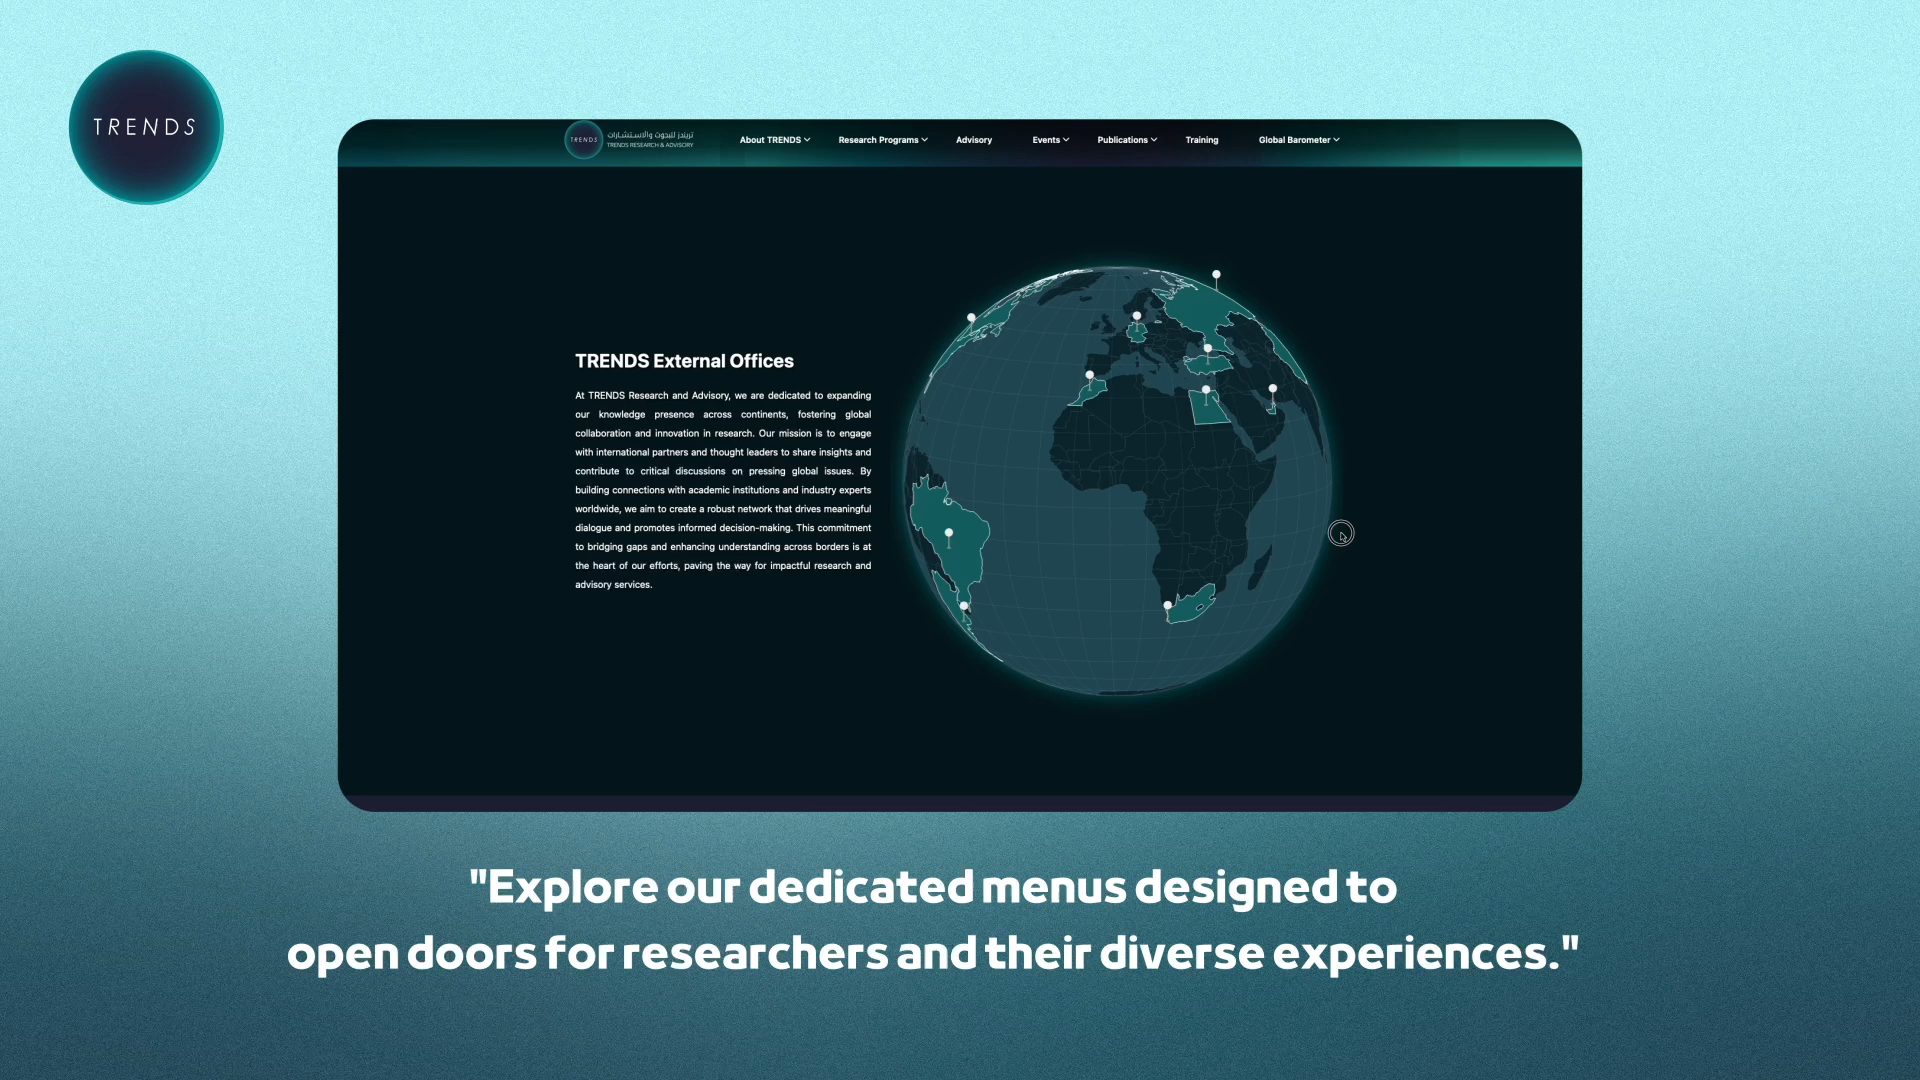 TRENDS
TRENDS
تريندز للبحوث والاستشارات
TRENDS RESEARCH & ADVISORY
About TRENDS
Research Programs
Advisory
Events
Publications
Training
Global Barometer
TRENDS External Offices
At TRENDS Research and Advisory, we are dedicated to expanding
our knowledge presence across continents, fostering global
collaboration and innovation in research. Our mission is to engage
with international partners and thought leaders to share insights and
contribute to critical discussions on pressing global issues. By
building connections with academic institutions and industry experts
worldwide, we aim to create a robust network that drives meaningful
dialogue and promotes informed decision-making. This commitment
to bridging gaps and enhancing understanding across borders is at
the heart of our efforts, paving the way for impactful research and
advisory services.
"Explore our dedicated menus designed to
open doors for researchers and their diverse experiences."